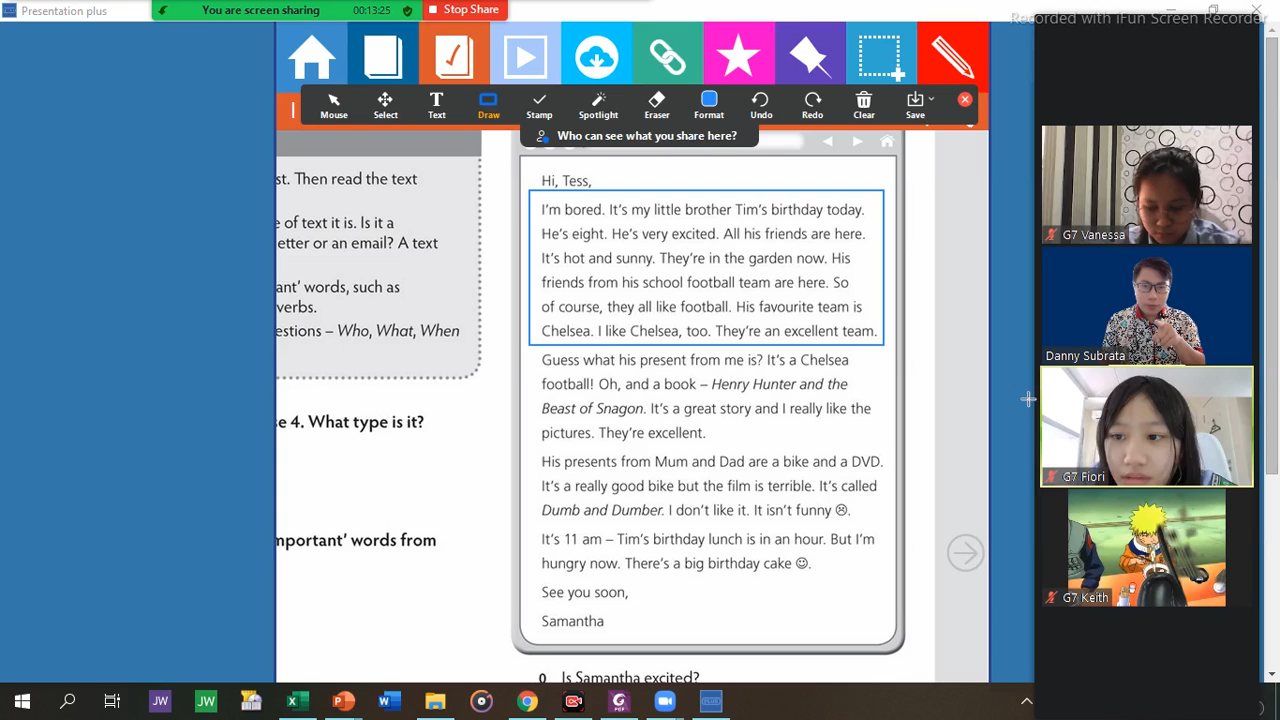 Presentation plus
You are screen sharing
00:13:25
Stop Share
Recorded with iFun Screen Recorder
Mouse
Select
Text
Draw
Stamp
Spotlight
Eraser
Format
Undo
Redo
Clear
Save
Who can see what you share here?
st. Then read the text
e of text it is. Is it a
etter or an email? A text
ant' words, such as
verbs.
estions – Who, What, When
e 4. What type is it?
mportant' words from
Hi, Tess,
I'm bored. It's my little brother Tim's birthday today.
He's eight. He's very excited. All his friends are here.
It's hot and sunny. They're in the garden now. His
friends from his school football team are here. So
of course, they all like football. His favourite team is
Chelsea. I like Chelsea, too. They're an excellent team.
Guess what his present from me is? It's a Chelsea
football! Oh, and a book – Henry Hunter and the
Beast of Snagon. It's a great story and I really like the
pictures. They're excellent.
His presents from Mum and Dad are a bike and a DVD.
It's a really good bike but the film is terrible. It's called
Dumb and Dumber. I don't like it. It isn't funny ☹.
It's 11 am – Tim's birthday lunch is in an hour. But I'm
hungry now. There's a big birthday cake ☺.
See you soon,
Samantha
0 Is Samantha excited?
G7 Vanessa
Danny Subrata
G7 Fiori
G7 Keith
JW
JW
PDF
PLUS